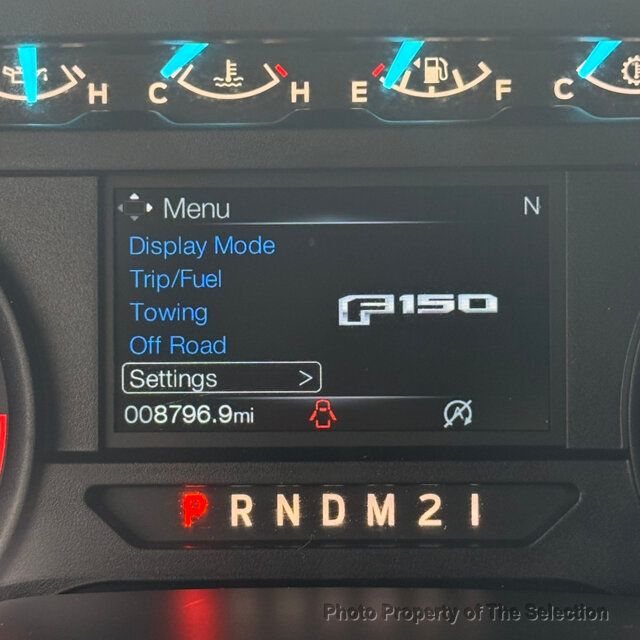 H C H E F C
Menu N
Display Mode
Trip/Fuel
Towing
F150
Off Road
Settings >
008796.9mi
P R N D M 2 1
Photo Property of The Selection